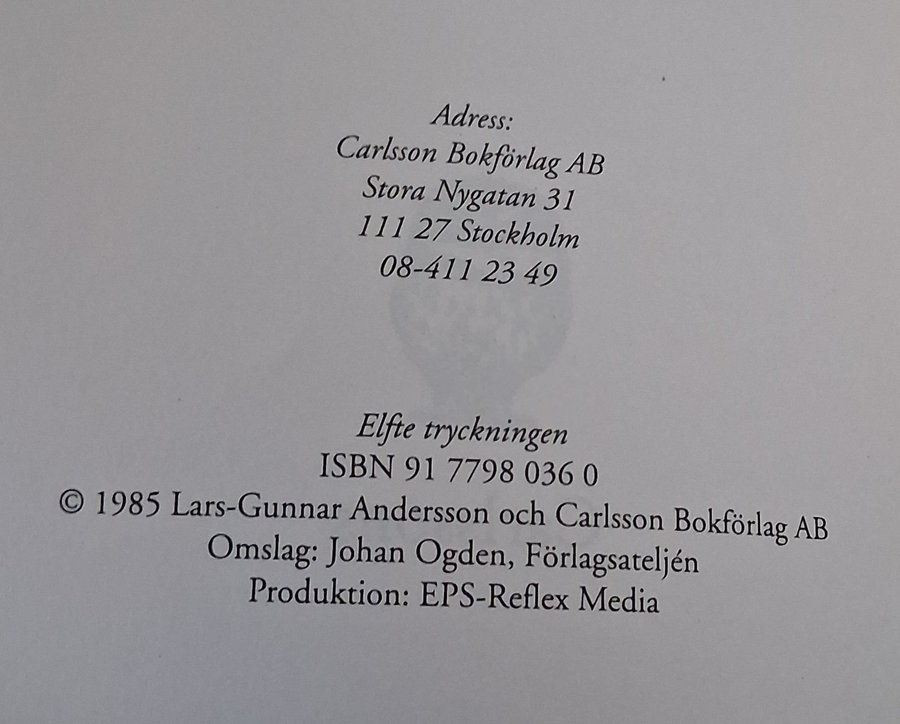 Adress:
Carlsson Bokförlag AB
Stora Nygatan 31
111 27 Stockholm
08-411 23 49
Elfte tryckningen
ISBN 91 7798 036 0
© 1985 Lars-Gunnar Andersson och Carlsson Bokförlag AB
Omslag: Johan Ogden, Förlagsateljén
Produktion: EPS-Reflex Media